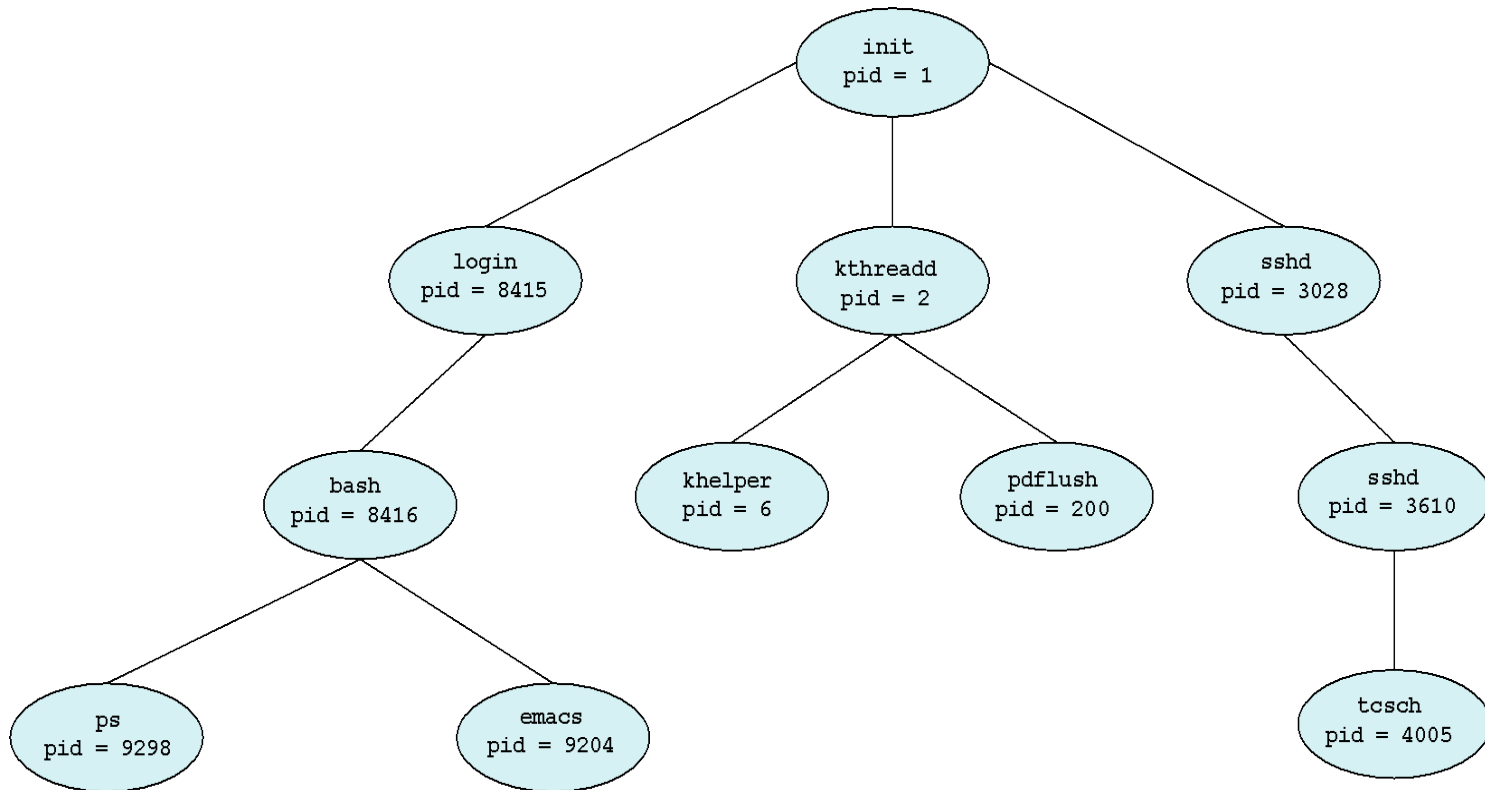 init
pid = 1
login
pid = 8415
kthreadd
pid = 2
sshd
pid = 3028
bash
pid = 8416
khelper
pid = 6
pdflush
pid = 200
sshd
pid = 3610
ps
pid = 9298
emacs
pid = 9204
tcsch
pid = 4005